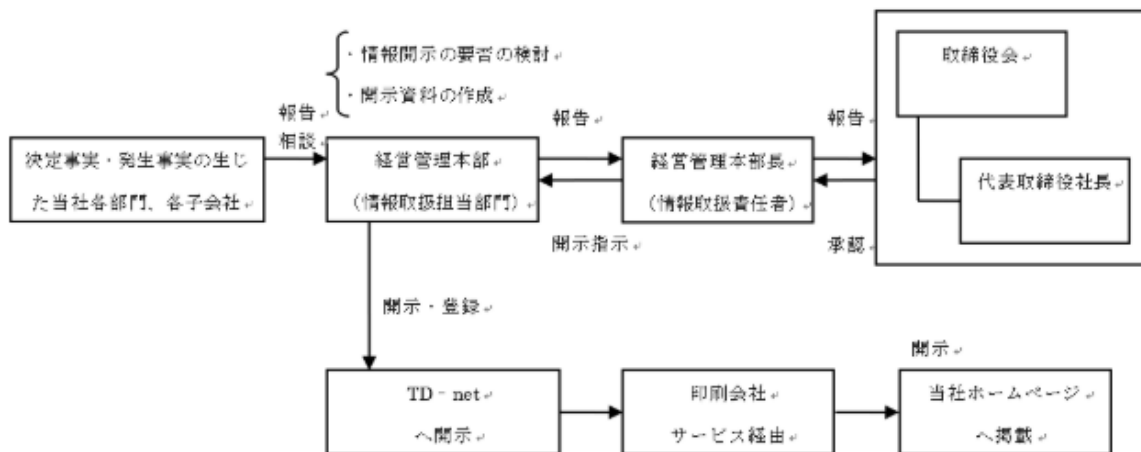 ・情報開示の要否の検討
・開示資料の作成
報告
相談
決定事実・発生事実の生じ
た当社各部門、各子会社
経営管理本部
(情報取扱担当部門)
報告
開示指示
経営管理本部長
(情報取扱責任者)
報告
承認
取締役会
代表取締役社長
開示・登録
TD‐net
へ開示
印刷会社
サービス経由
開示
当社ホームページ
へ掲載